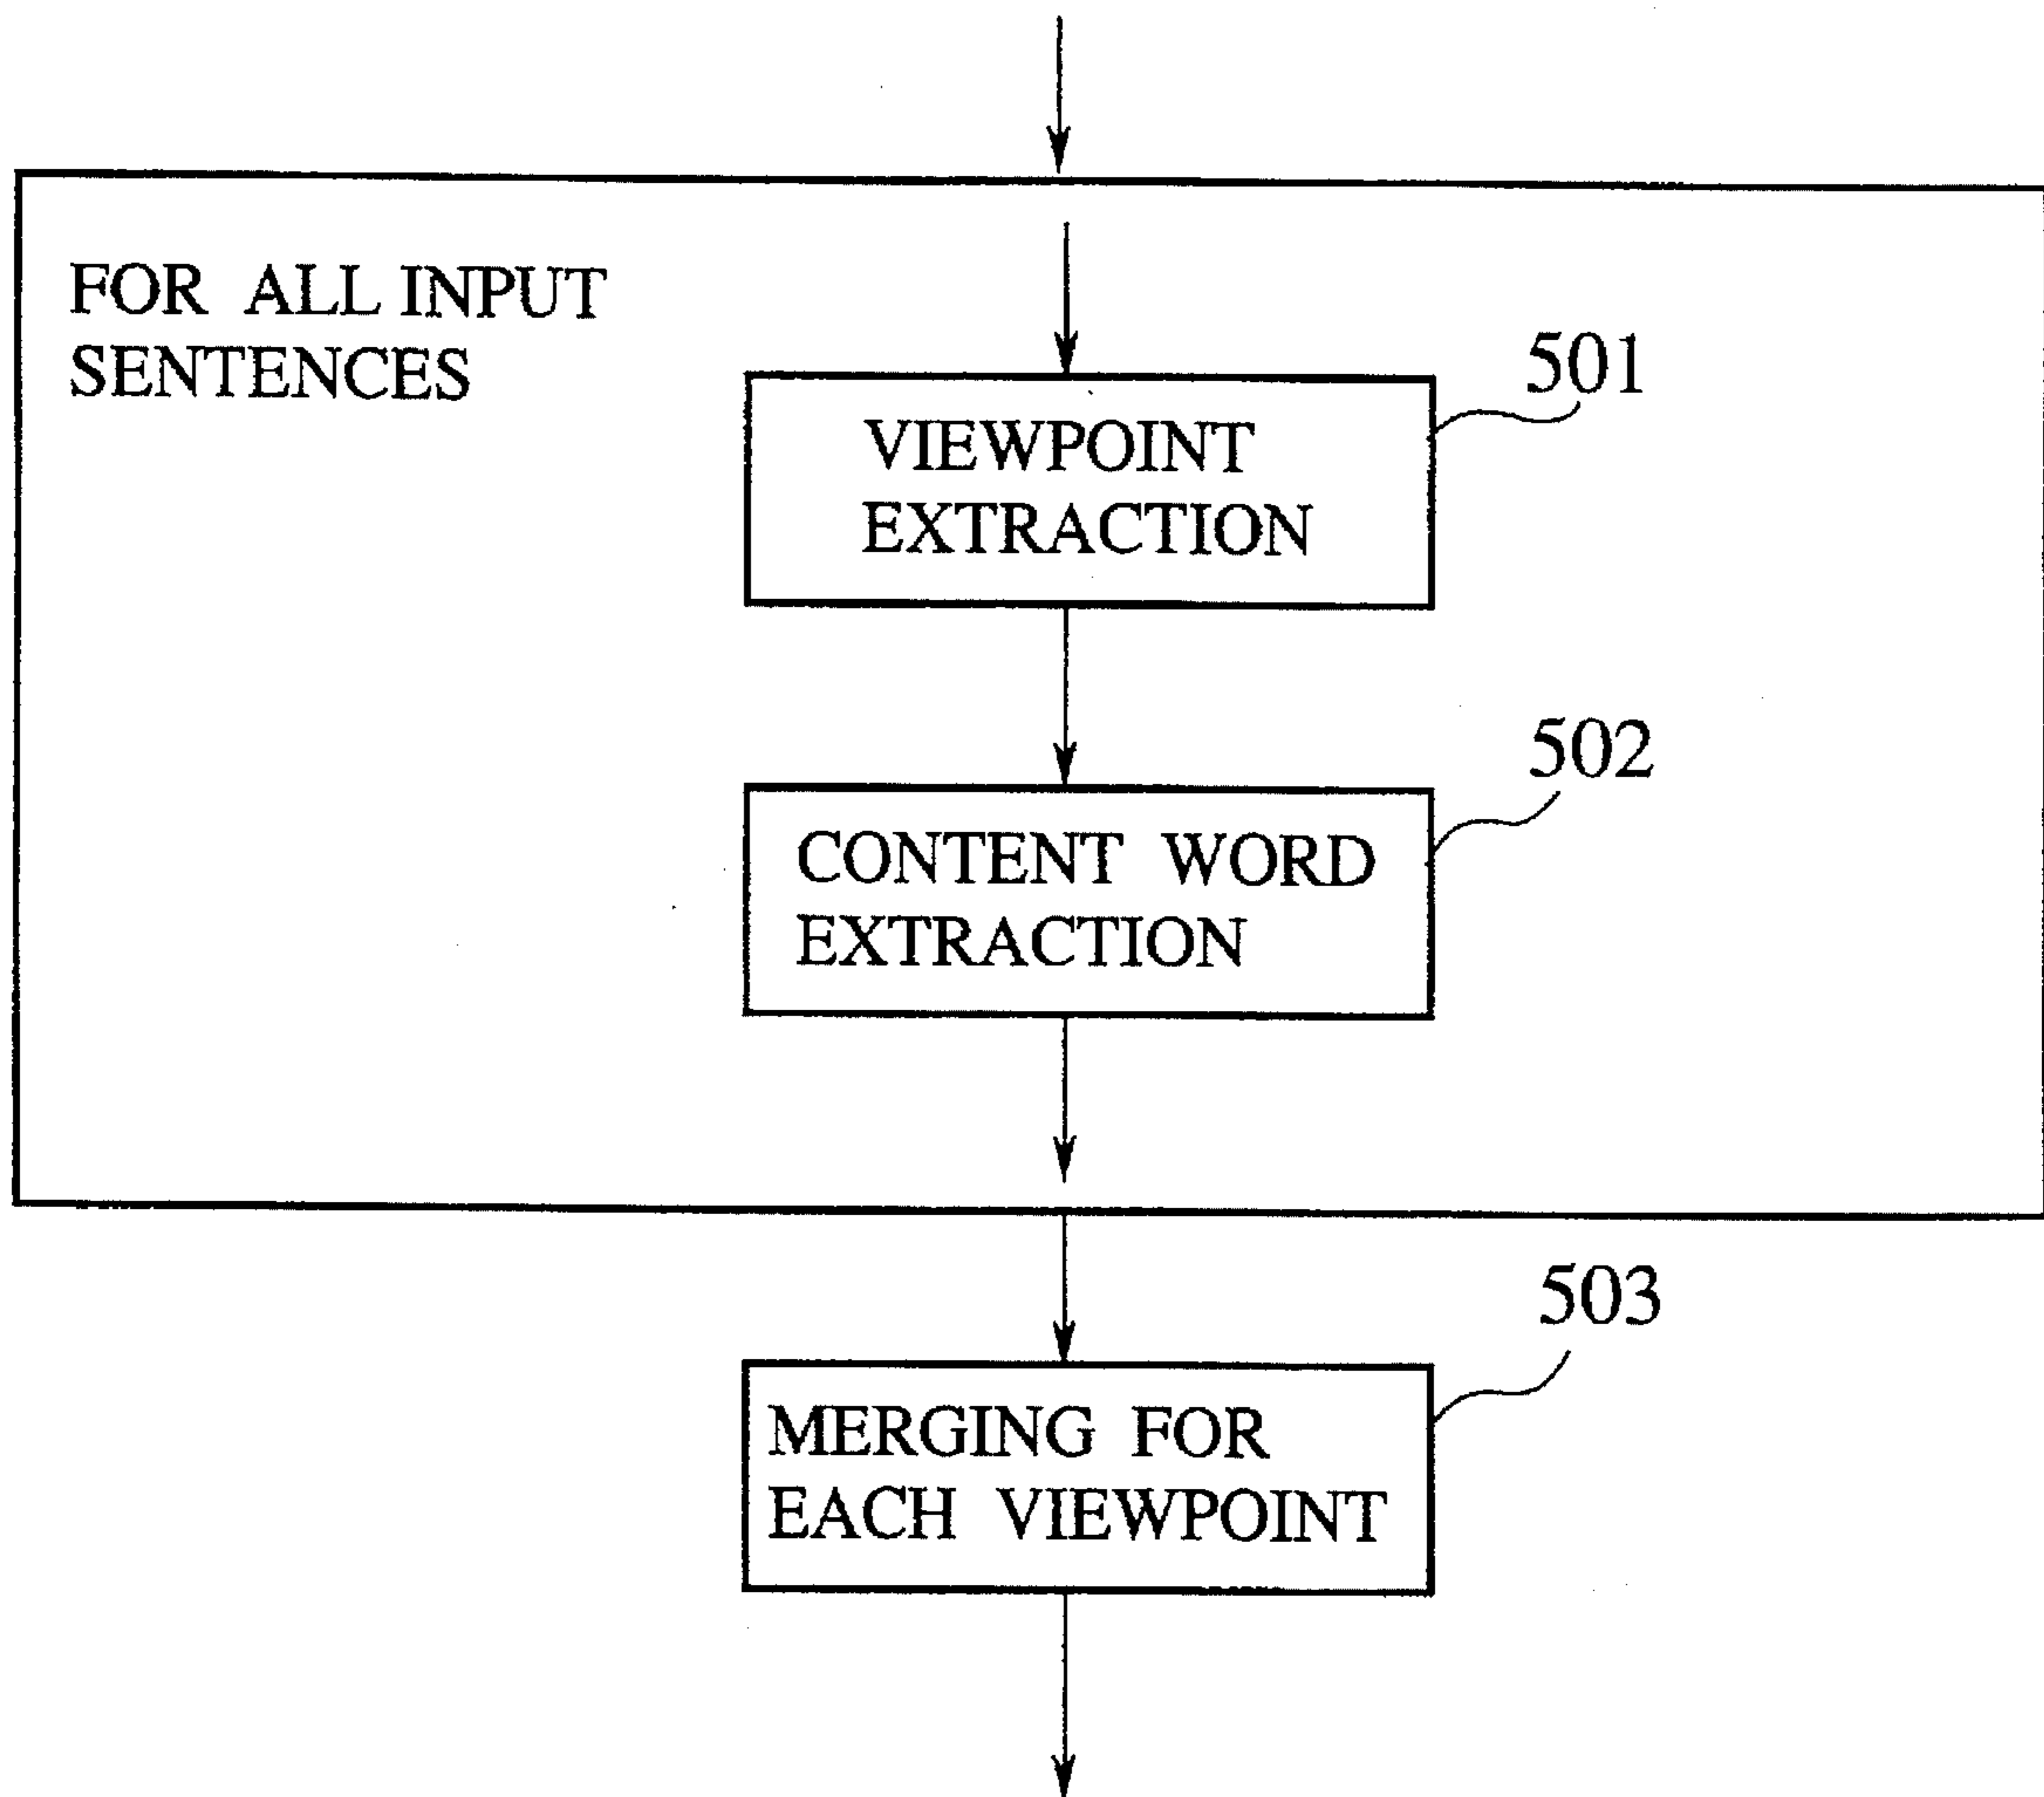 FOR ALL INPUT
SENTENCES
501
VIEWPOINT
EXTRACTION
502
CONTENT WORD
EXTRACTION
503
MERGING FOR
EACH VIEWPOINT